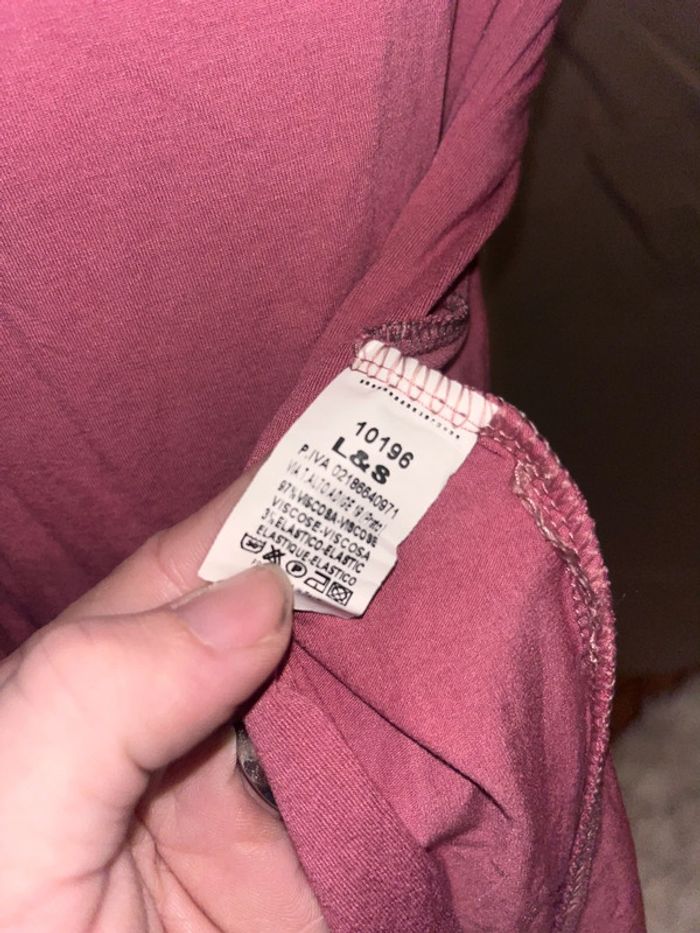 10196
L&S
P.IVA 02186640971
97% VISCOSA-VISCOSE
VISCOSE-VISCOSA
3% ELASTICO-ELASTIC
ELASTIQUE-ELASTICO